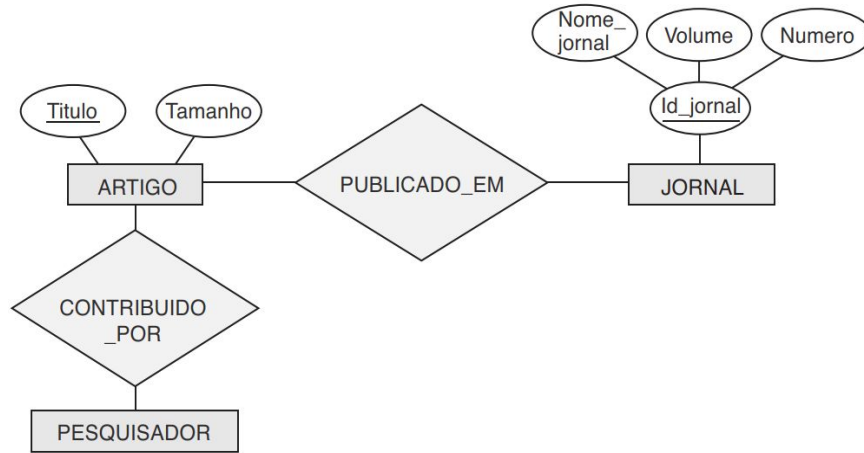 Nome_
jornal
Volume
Numero
Titulo
Tamanho
Id_jornal
ARTIGO
PUBLICADO_EM
JORNAL
CONTRIBUIDO
_POR
PESQUISADOR